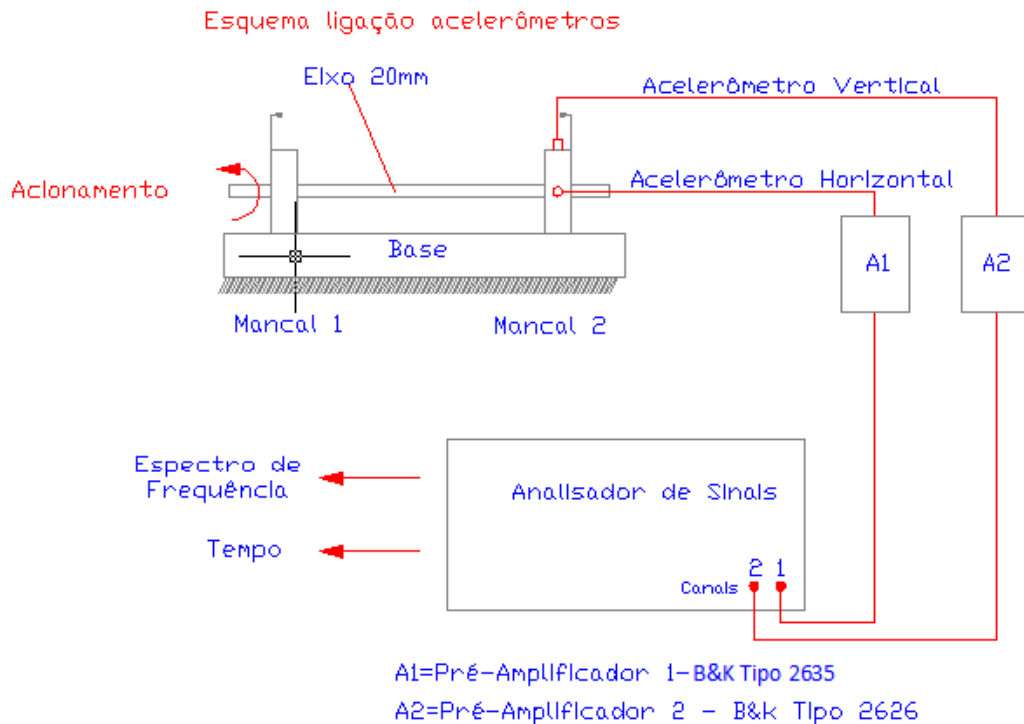 Esquema ligação acelerômetros
Eixo 20mm
Acelerômetro Vertical
Acionamento
Acelerômetro Horizontal
A1
A2
Base
Mancal 1
Mancal 2
Espectro de
Frequência
Analisador de Sinais
Tempo
2 1
Canais
A1=Pré-Amplificador 1-B&K Tipo 2635
A2=Pré-Amplificador 2 - B&k Tipo 2626